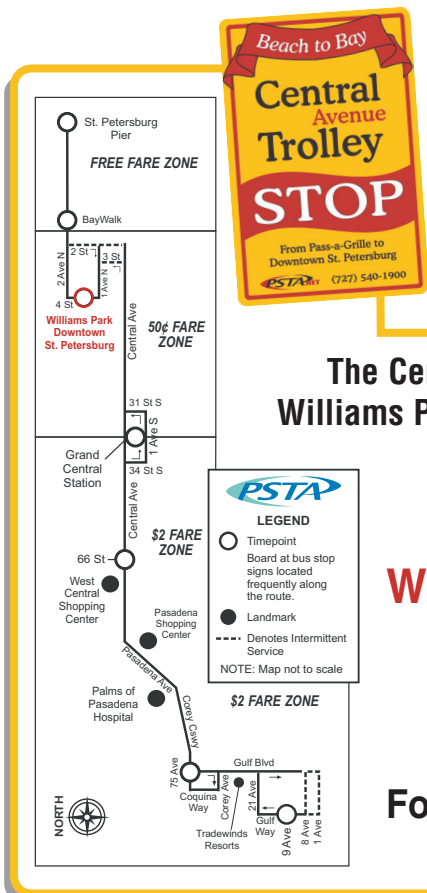 Beach to Bay
Central
Avenue
Trolley
STOP
From Pass-a-Grille to
Downtown St. Petersburg
PSTA.NET (727) 540-1900
St. Petersburg
Pier
FREE FARE ZONE
BayWalk
2 Ave N
2 St
1 Ave N
3 St
4 St
Williams Park
Downtown
St. Petersburg
Central Ave
50¢ FARE
ZONE
The Ce
Williams P
31 St S
1 Ave S
Grand
Central
Station
34 St S
Central Ave
$2 FARE
ZONE
66 St
West
Central
Shopping
Center
Pasadena
Shopping
Center
Pasadena Ave
Palms of
Pasadena
Hospital
Corey Cswy
PSTA
LEGEND
Timepoint
Board at bus stop
signs located
frequently along
the route.
Landmark
Denotes Intermittent
Service
NOTE: Map not to scale
W
$2 FARE ZONE
75 Ave
Gulf Blvd
Coquina
Way
Corey Ave
Tradewinds
Resorts
21 Ave
Gulf
Way
9 Ave
8 Ave
1 Ave
NORTH
Fo